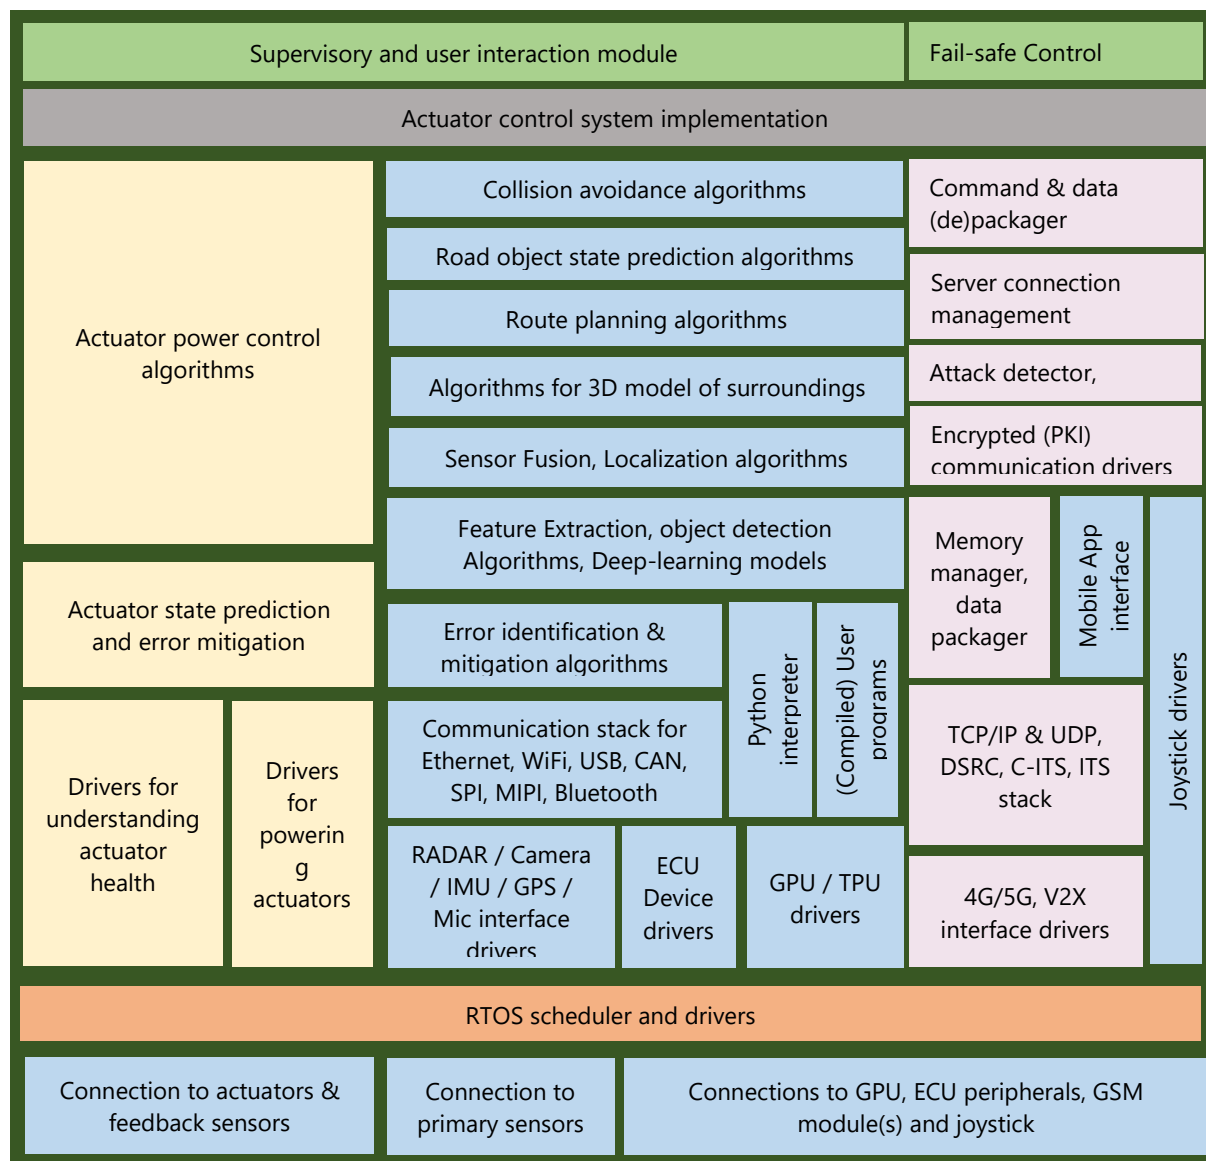 Supervisory and user interaction module
Fail-safe Control
Actuator control system implementation
Actuator power control
algorithms
Actuator state prediction
and error mitigation
Drivers for
understanding
actuator
health
Drivers
for
powerin
g
actuators
Collision avoidance algorithms
Road object state prediction algorithms
Route planning algorithms
Algorithms for 3D model of surroundings
Sensor Fusion, Localization algorithms
Feature Extraction, object detection
Algorithms, Deep-learning models
Error identification &
mitigation algorithms
Communication stack for
Ethernet, WiFi, USB, CAN,
SPI, MIPI, Bluetooth
Python
interpreter
(Compiled) User
programs
RADAR / Camera
/ IMU / GPS /
Mic interface
drivers
ECU
Device
drivers
GPU / TPU
drivers
Command & data
(de)packager
Server connection
management
Attack detector,
Encrypted (PKI)
communication drivers
Memory
manager,
data
packager
Mobile App
interface
Joystick drivers
TCP/IP & UDP,
DSRC, C-ITS, ITS
stack
4G/5G, V2X
interface drivers
RTOS scheduler and drivers
Connection to actuators &
feedback sensors
Connection to
primary sensors
Connections to GPU, ECU peripherals, GSM
module(s) and joystick